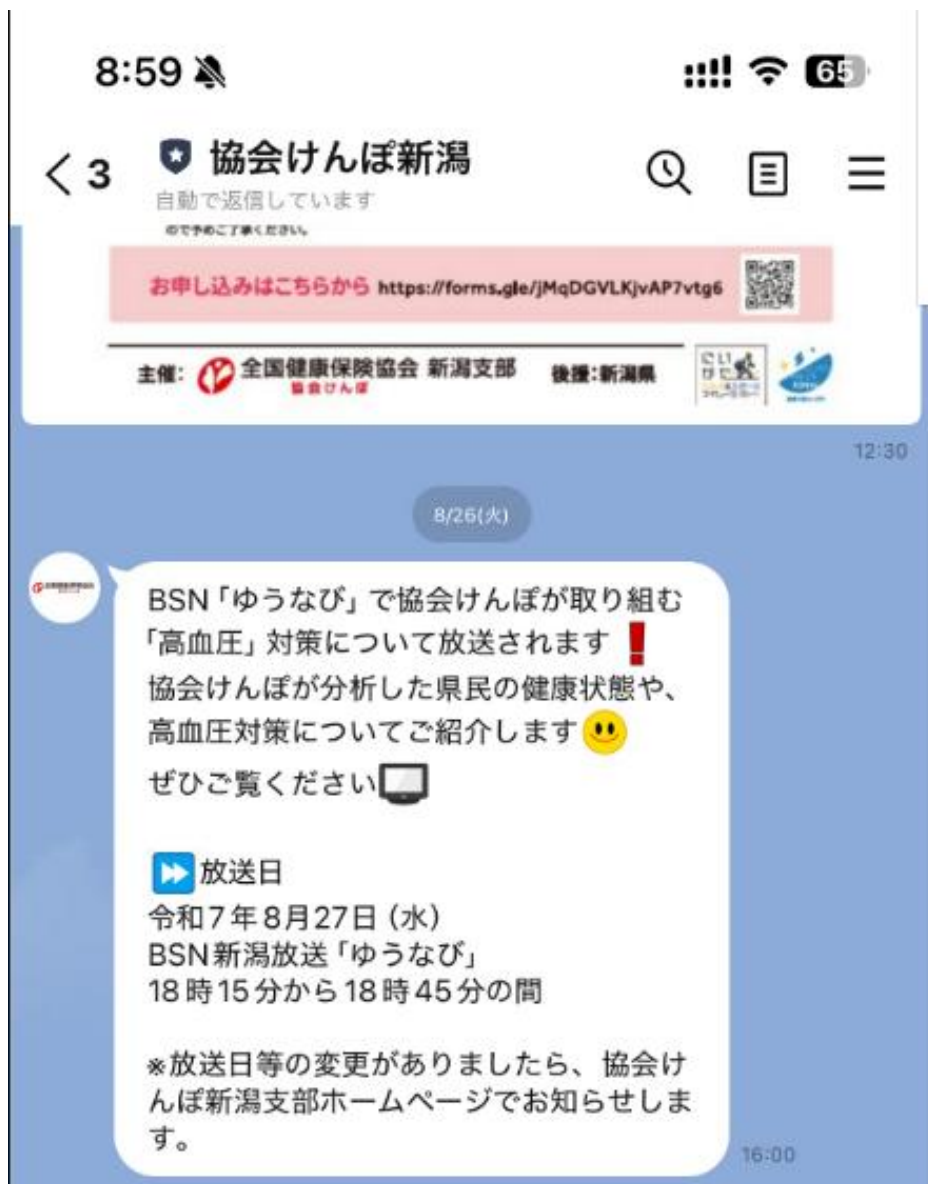 8:59
65
3
協会けんぽ新潟
自動で返信しています
ので予めご了承ください。
お申し込みはこちらから https://forms.gle/jMqDGVLKjvAP7vtg6
主催: 全国健康保険協会 新潟支部 後援:新潟県
協会けんぽ
12:30
8/26(火)
BSN「ゆうなび」で協会けんぽが取り組む
「高血圧」対策について放送されます❗
協会けんぽが分析した県民の健康状態や、
高血圧対策についてご紹介します
ぜひご覧ください
放送日
令和7年8月27日(水)
BSN新潟放送「ゆうなび」
18時15分から18時45分の間
※放送日等の変更がありましたら、協会け
んぽ新潟支部ホームページでお知らせしま
す。
16:00